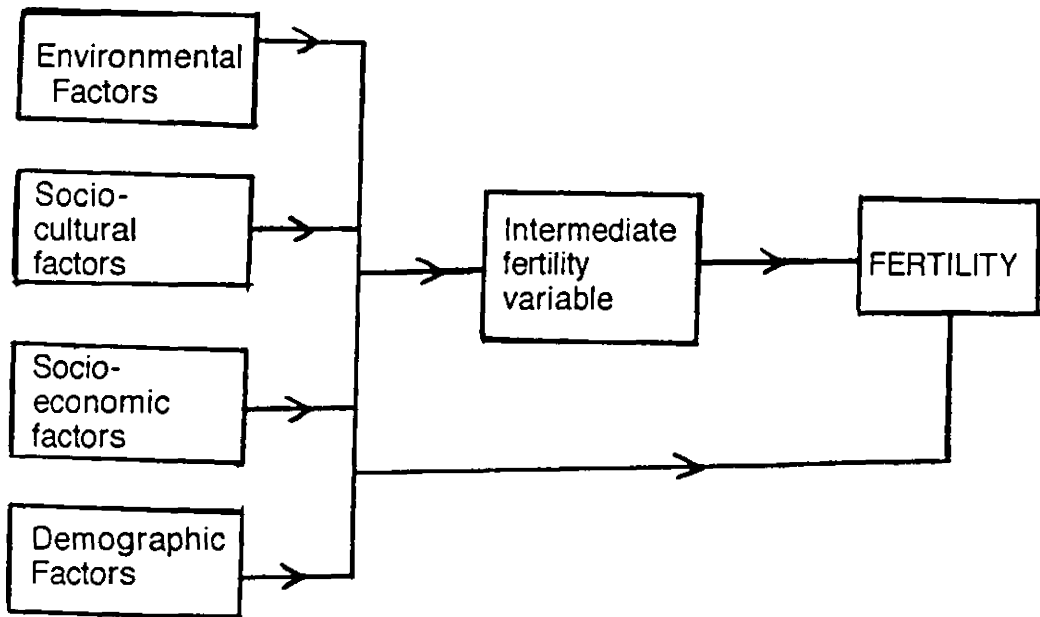 Environmental
Factors
Socio-
cultural
factors
Socio-
economic
factors
Demographic
Factors
Intermediate
fertility
variable
FERTILITY